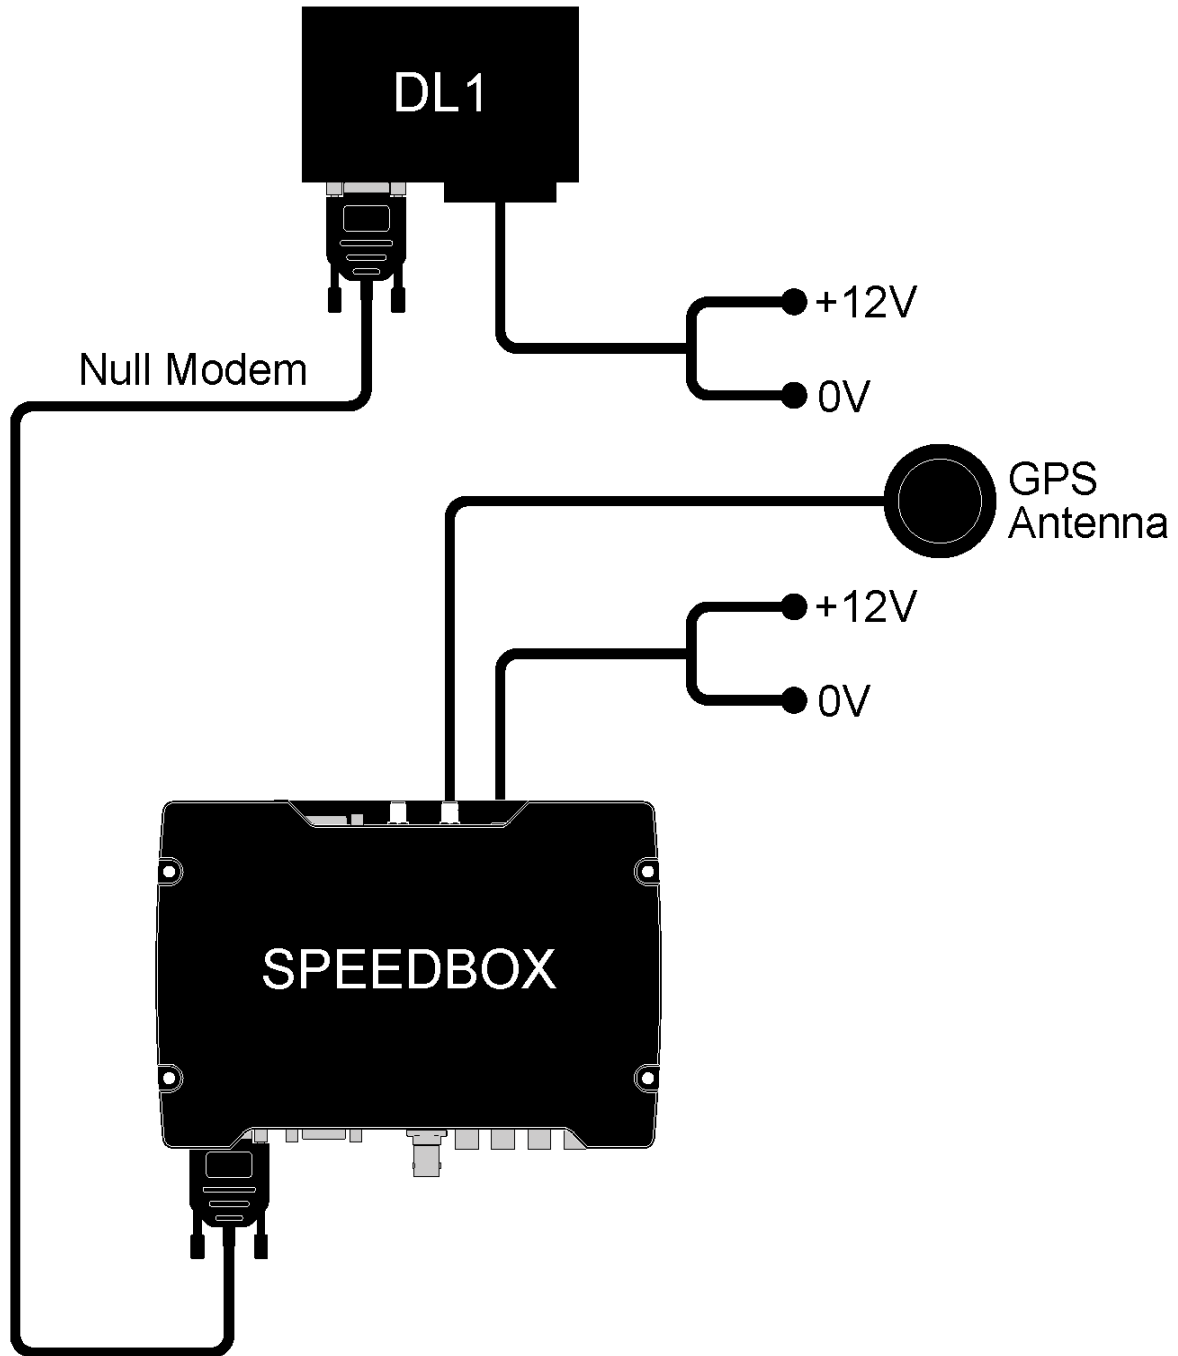 DL1
+12V
Null Modem
0V
GPS
Antenna
+12V
0V
SPEEDBOX